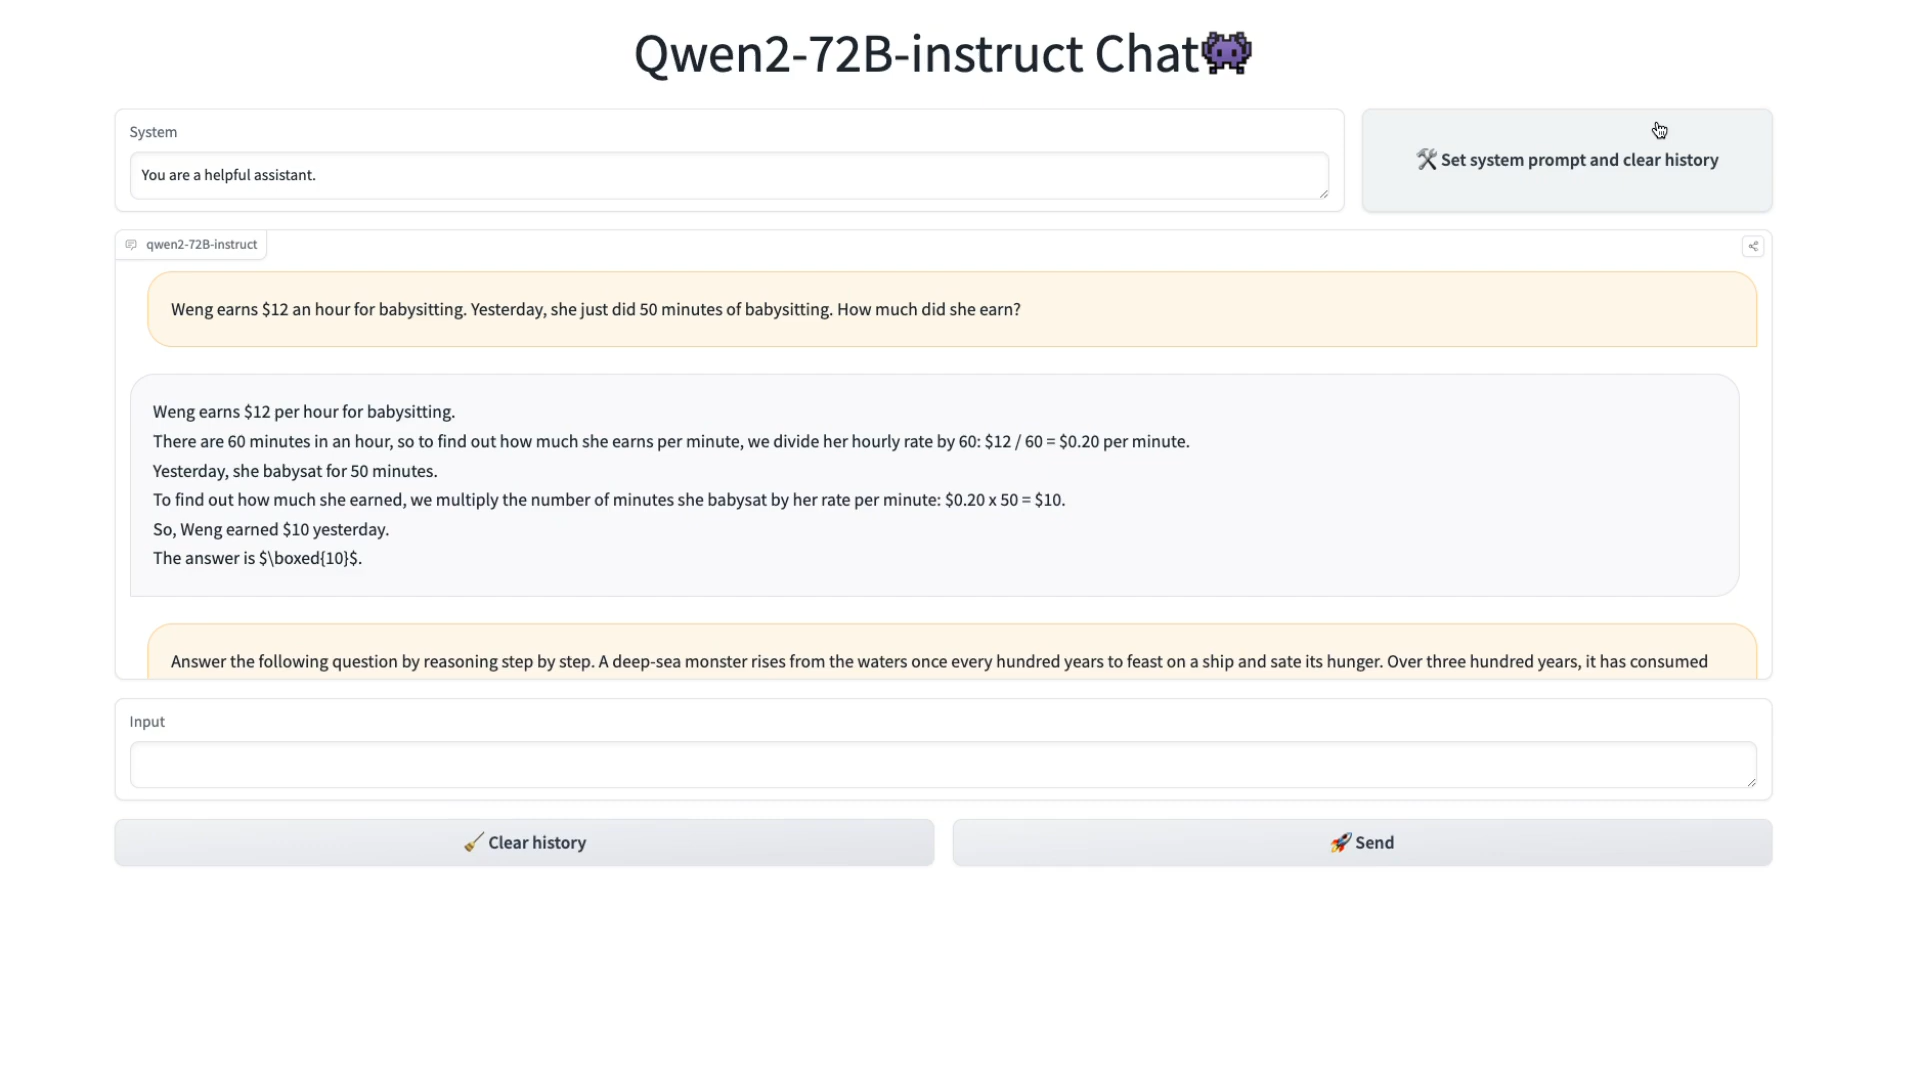 Qwen2-72B-instruct Chat
System
You are a helpful assistant.
Set system prompt and clear history
qwen2-72B-instruct
Weng earns $12 an hour for babysitting. Yesterday, she just did 50 minutes of babysitting. How much did she earn?
Weng earns $12 per hour for babysitting.
There are 60 minutes in an hour, so to find out how much she earns per minute, we divide her hourly rate by 60: $12 / 60 = $0.20 per minute.
Yesterday, she babysat for 50 minutes.
To find out how much she earned, we multiply the number of minutes she babysat by her rate per minute: $0.20 x 50 = $10.
So, Weng earned $10 yesterday.
The answer is $\boxed{10}$.
Answer the following question by reasoning step by step. A deep-sea monster rises from the waters once every hundred years to feast on a ship and sate its hunger. Over three hundred years, it has consumed
Input
Clear history
Send